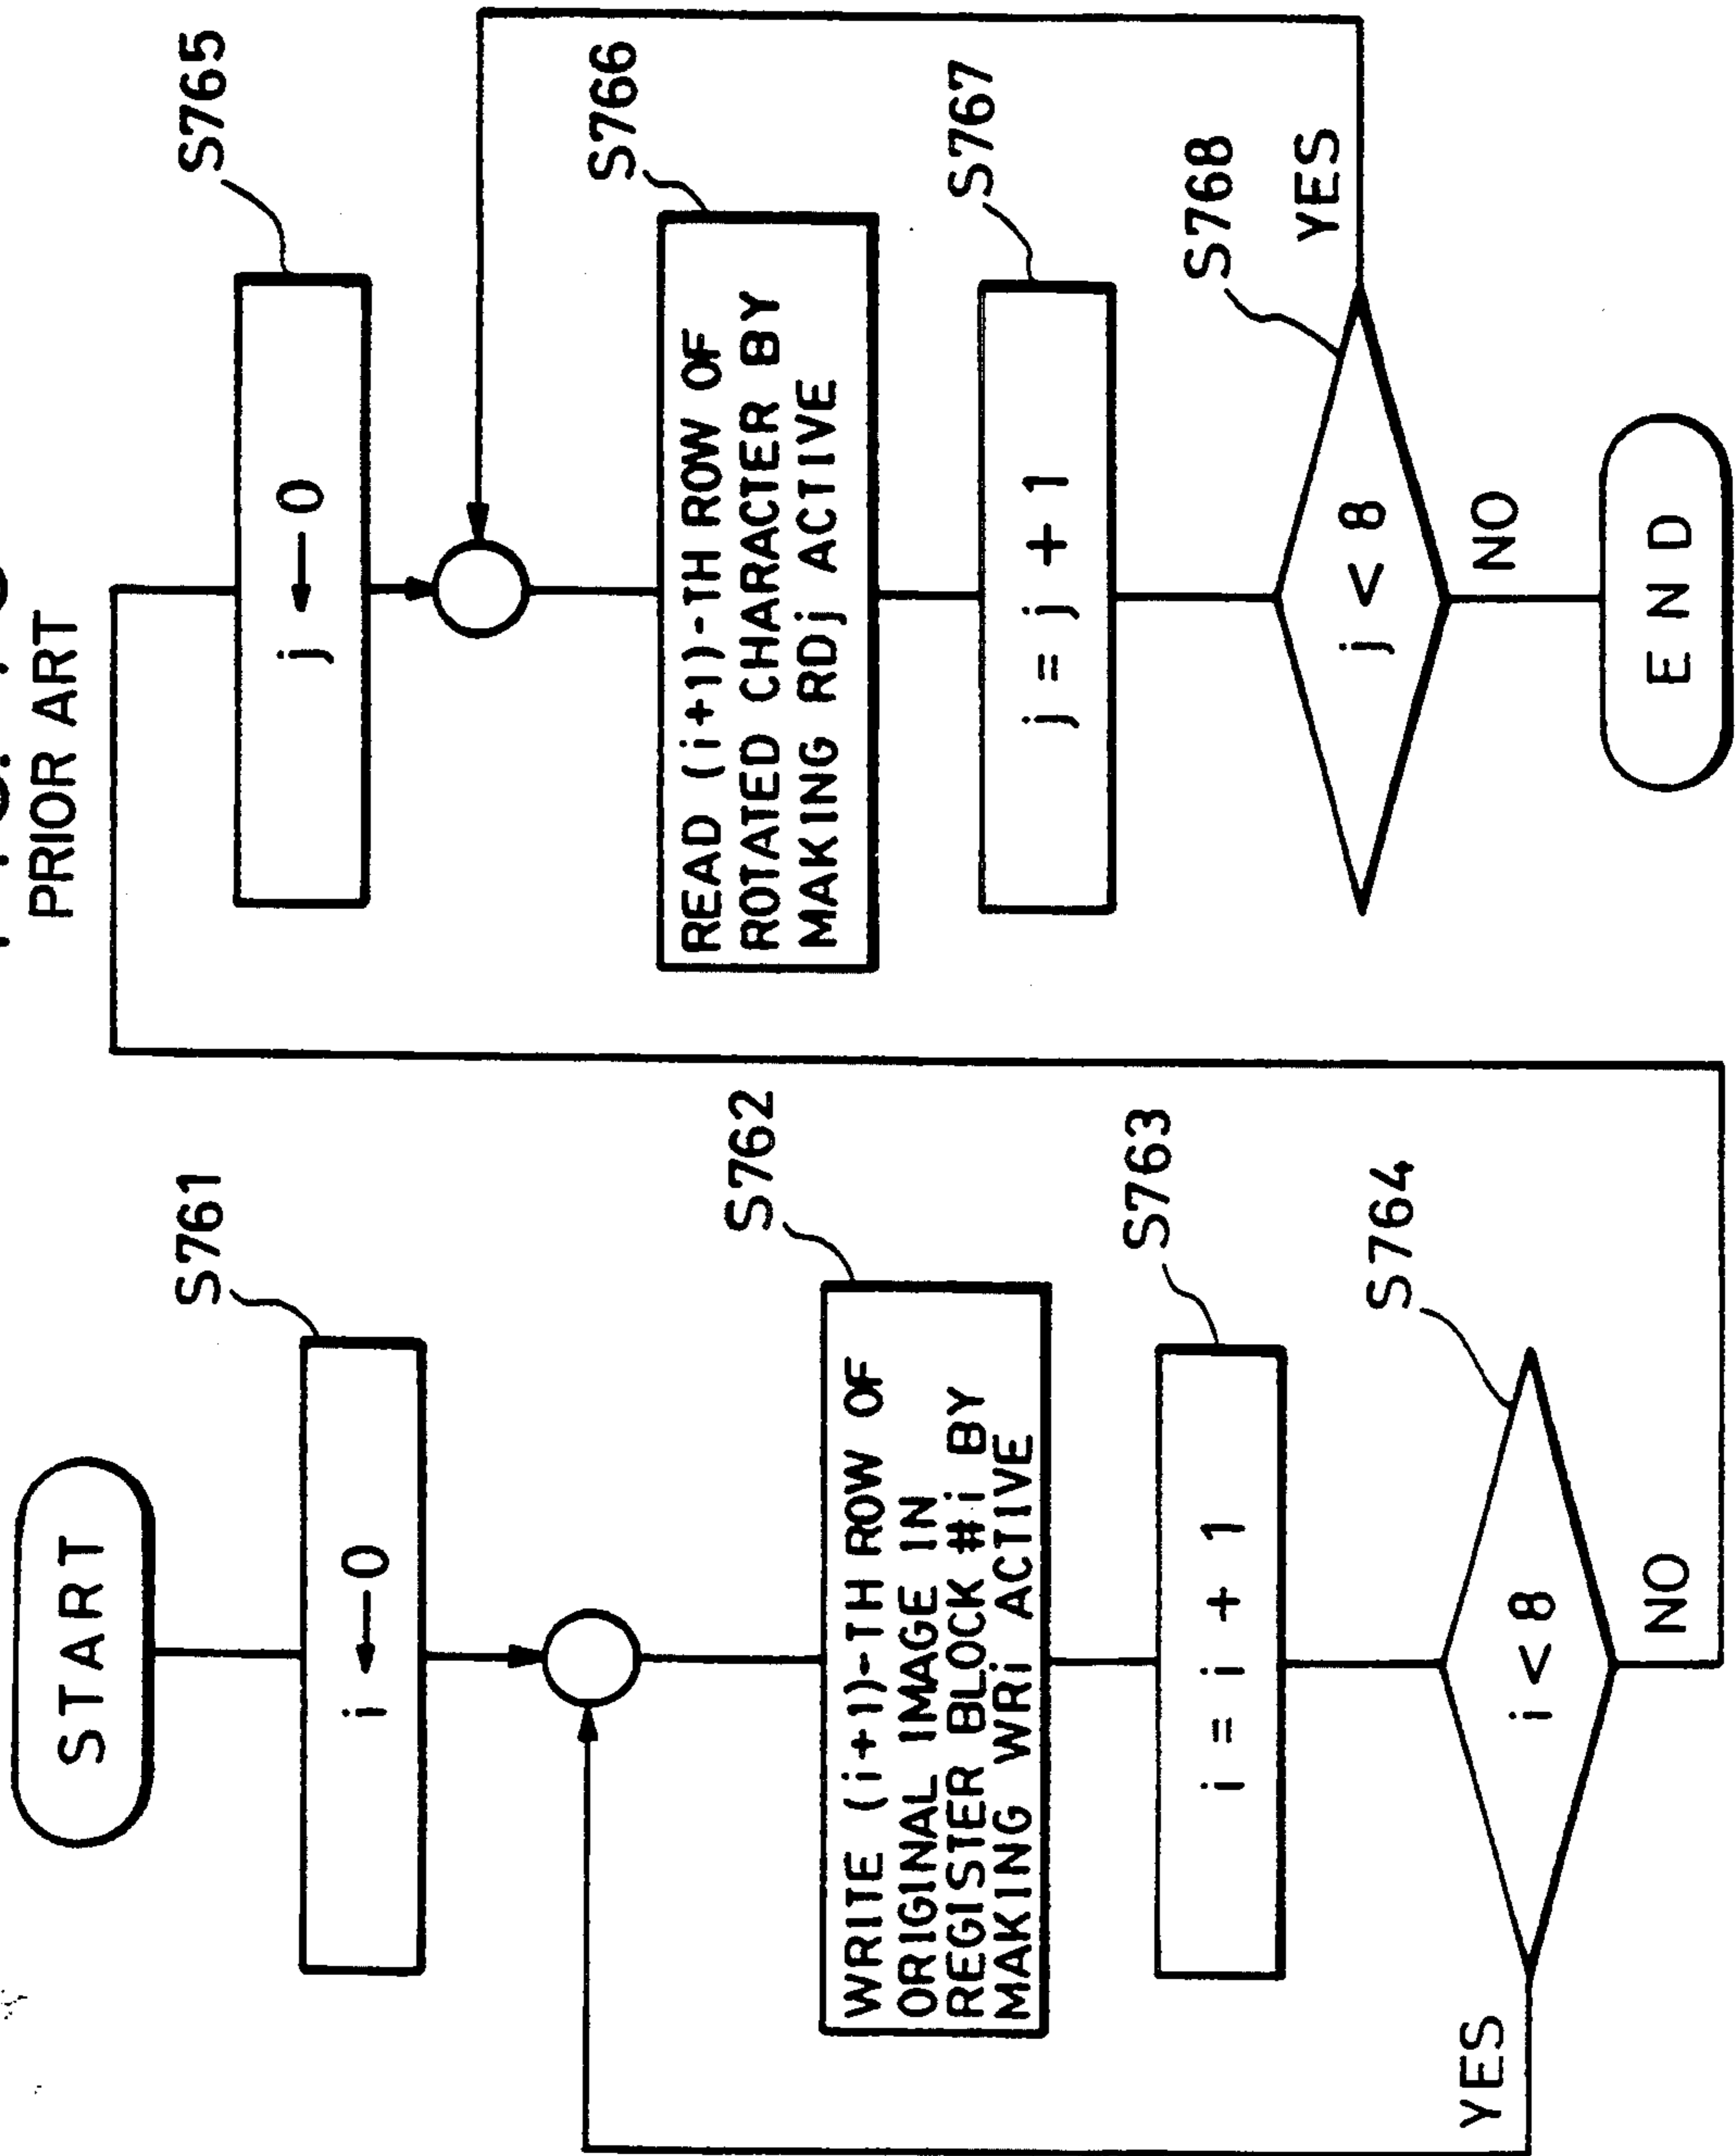 PRIOR ART
START
S761
i ← 0
S762
WRITE (i+1)-TH ROW OF
ORIGINAL IMAGE IN
REGISTER BLOCK #i BY
MAKING WRi ACTIVE
S763
i = i + 1
S764
i < 8
YES
NO
S765
j ← 0
S766
READ (i+1)-TH ROW OF
ROTATED CHARACTER BY
MAKING RDj ACTIVE
S767
j = j + 1
S768
j < 8
YES
NO
END